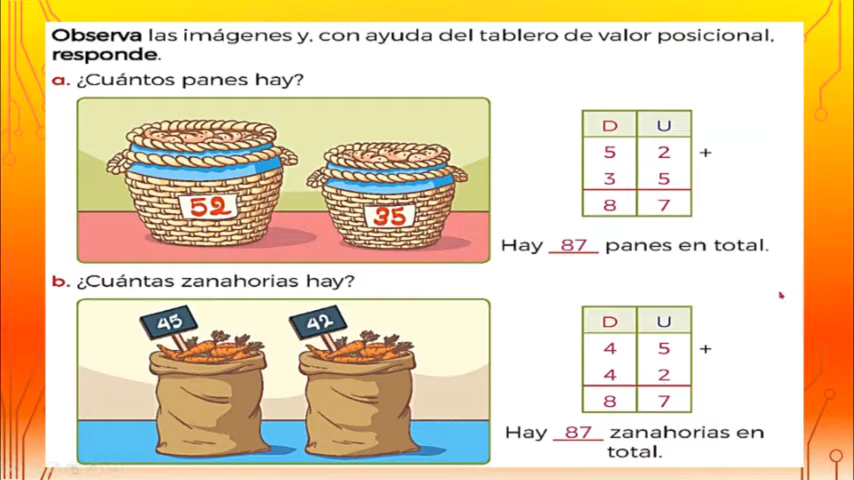 Observa las imágenes y, con ayuda del tablero de valor posicional,
responde.
a. ¿Cuántos panes hay?
52
35
D U
5 2 +
3 5
8 7
Hay 87 panes en total.
b. ¿Cuántas zanahorias hay?
45
42
D U
4 5 +
4 2
8 7
Hay 87 zanahorias en
total.